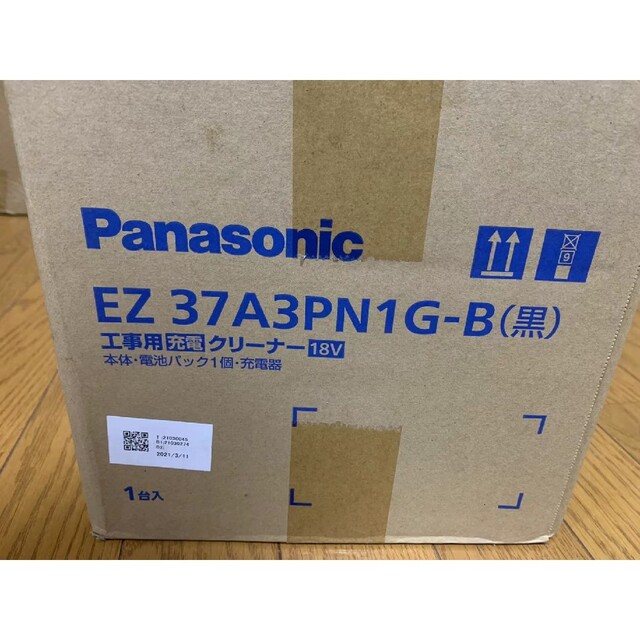 Panasonic
9
EZ 37A3PN1G-B(黒)
工事用充電クリーナー18V
本体・電池パック1個・充電器
2021/3/11
1台入